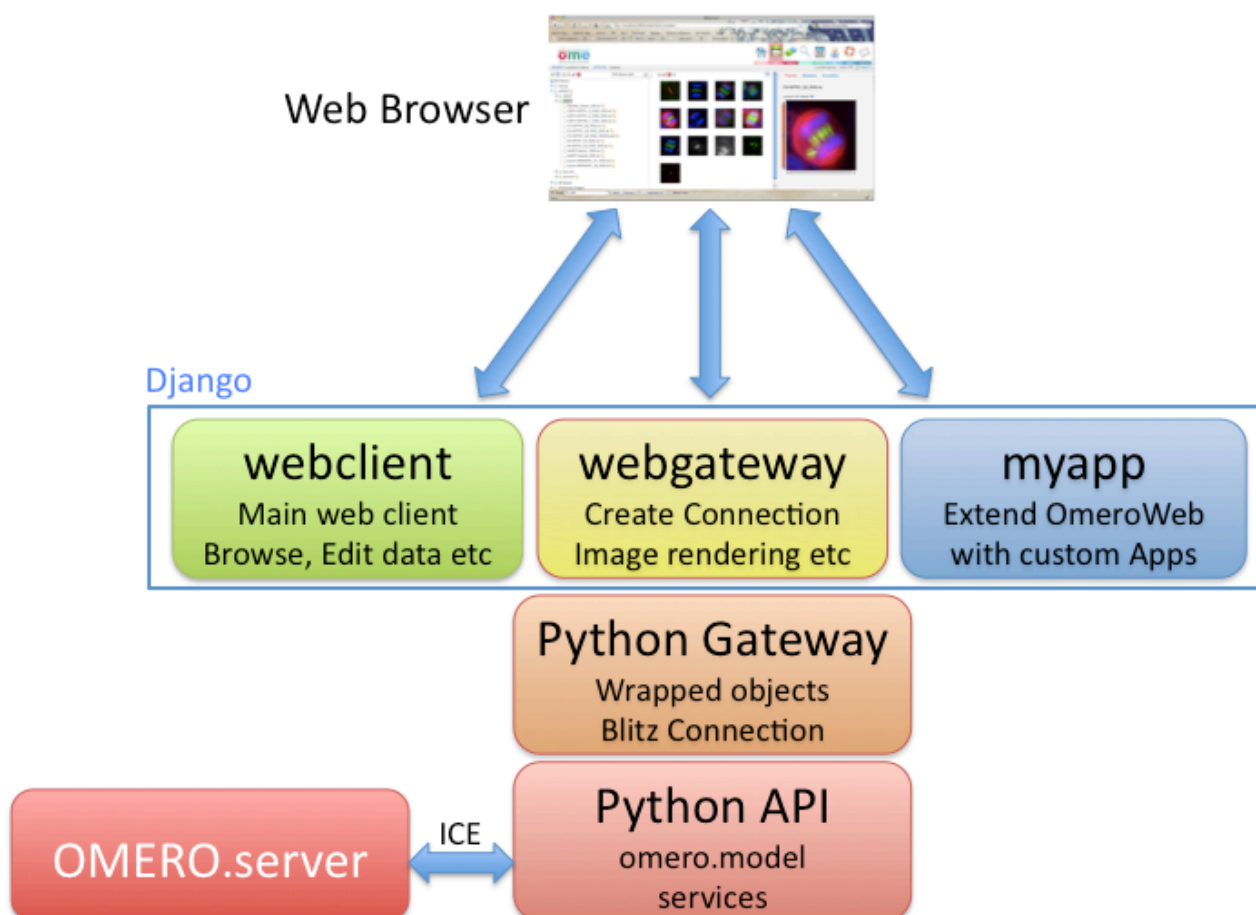 ome
Web Browser
Django
webclient
Main web client
Browse, Edit data etc
webgateway
Create Connection
Image rendering etc
myapp
Extend OmeroWeb
with custom Apps
Python Gateway
Wrapped objects
Blitz Connection
OMERO.server
ICE
Python API
omero.model
services